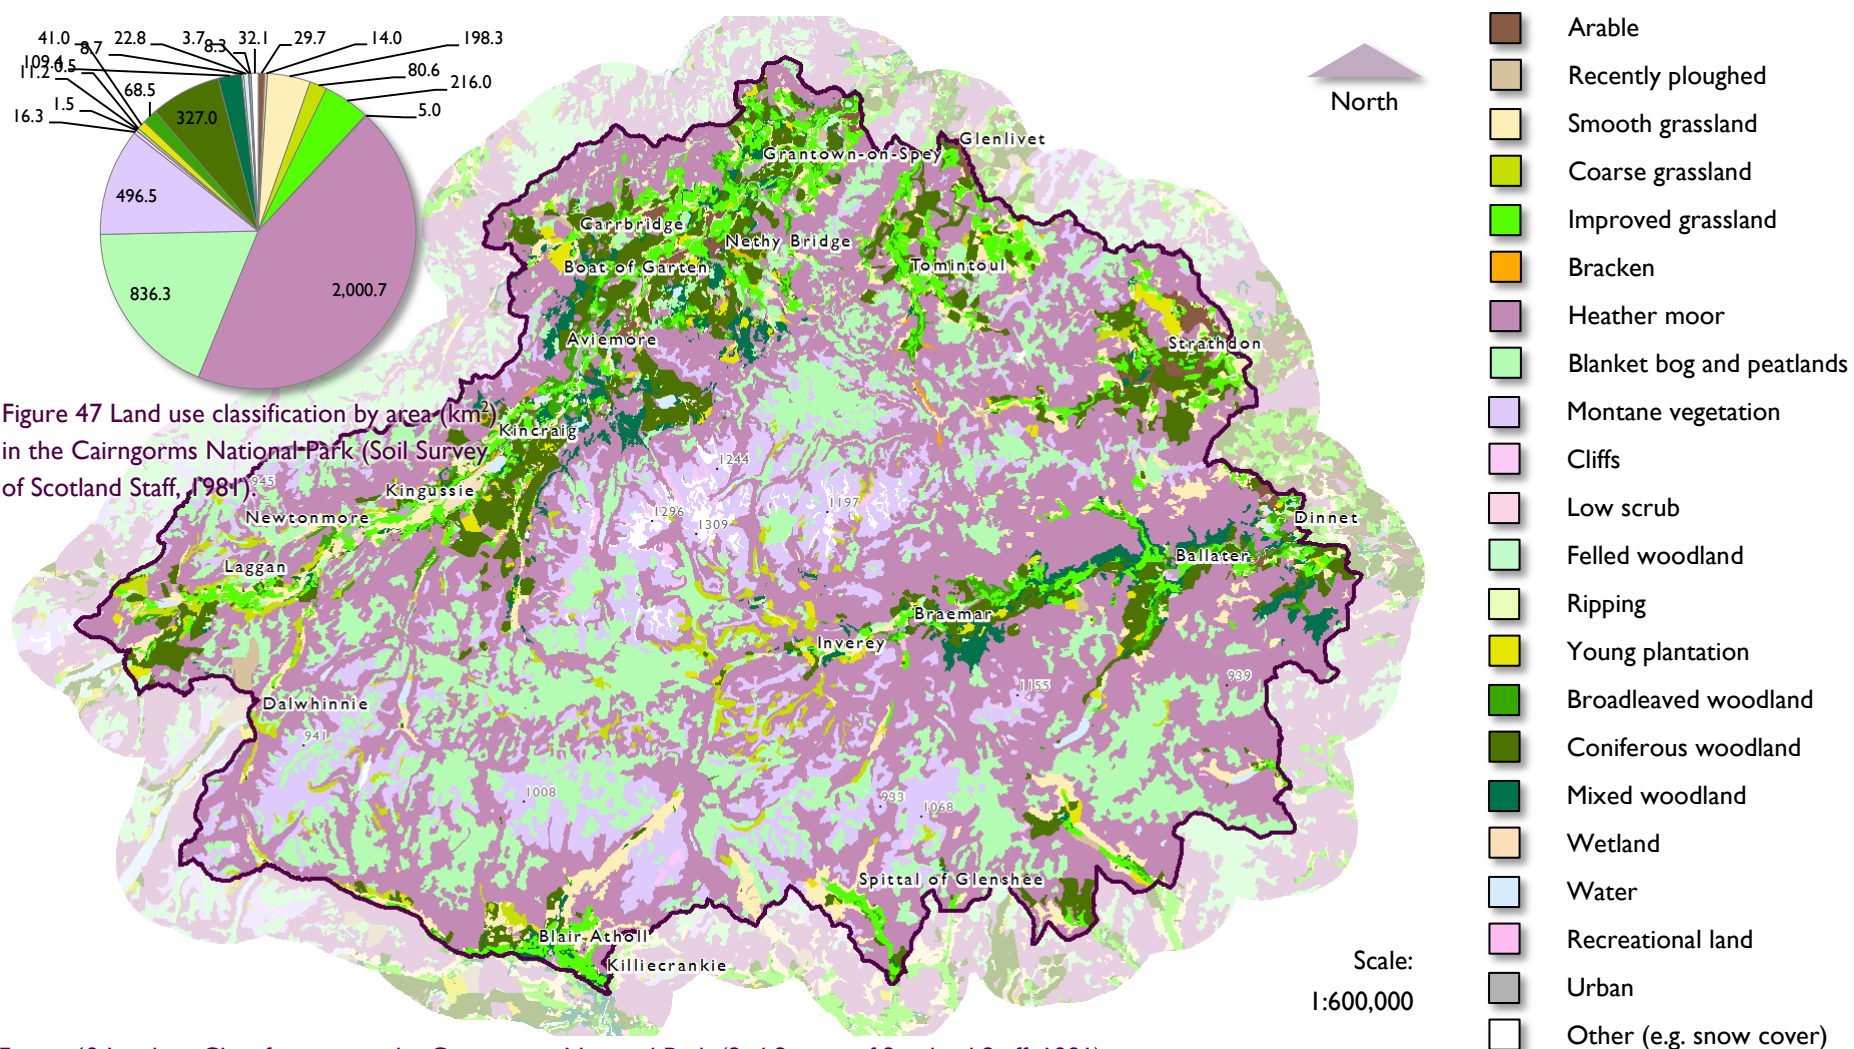 41.0
22.8
3.7
8.3
32.1
29.7
14.0
198.3
8.7
109.4
0.5
11.2
80.6
216.0
68.5
1.5
16.3
327.0
5.0
496.5
836.3
2,000.7
Figure 47 Land use classification by area (km²)
in the Cairngorms National Park (Soil Survey
of Scotland Staff, 1981).
North
Glenlivet
Grantown-on-Spey
Carrbridge
Nethy Bridge
Boat of Garten
Tomintoul
Aviemore
Strathdon
Kincraig
1244
945
Kingussie
1197
1296
1309
Newtonmore
Dinnet
Ballater
Laggan
Braemar
Inverey
939
1155
Dalwhinnie
941
1008
933
1068
Spittal of Glenshee
Blair Atholl
Killiecrankie
Scale:
1:600,000
Arable
Recently ploughed
Smooth grassland
Coarse grassland
Improved grassland
Bracken
Heather moor
Blanket bog and peatlands
Montane vegetation
Cliffs
Low scrub
Felled woodland
Ripping
Young plantation
Broadleaved woodland
Coniferous woodland
Mixed woodland
Wetland
Water
Recreational land
Urban
Other (e.g. snow cover)